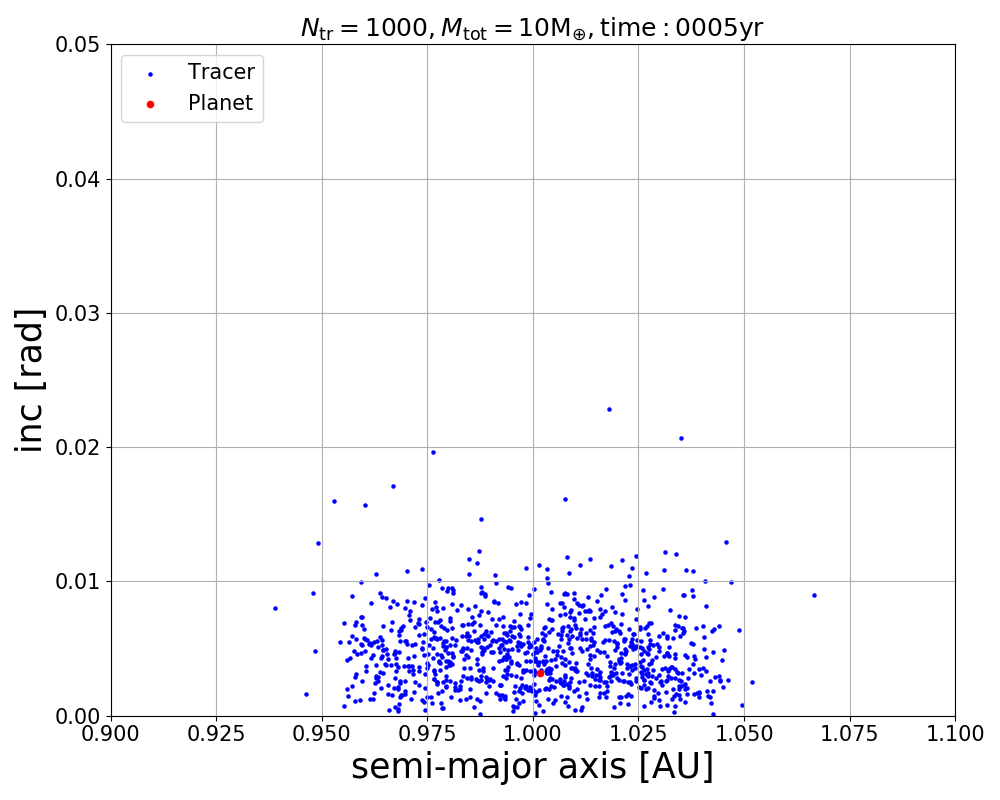 N_tr = 1000, M_tot = 10M_⊕, time : 0005yr
0.05
Tracer
Planet
0.04
0.03
0.02
0.01
0.00
inc [rad]
0.900 0.925 0.950 0.975 1.000 1.025 1.050 1.075 1.100
semi-major axis [AU]